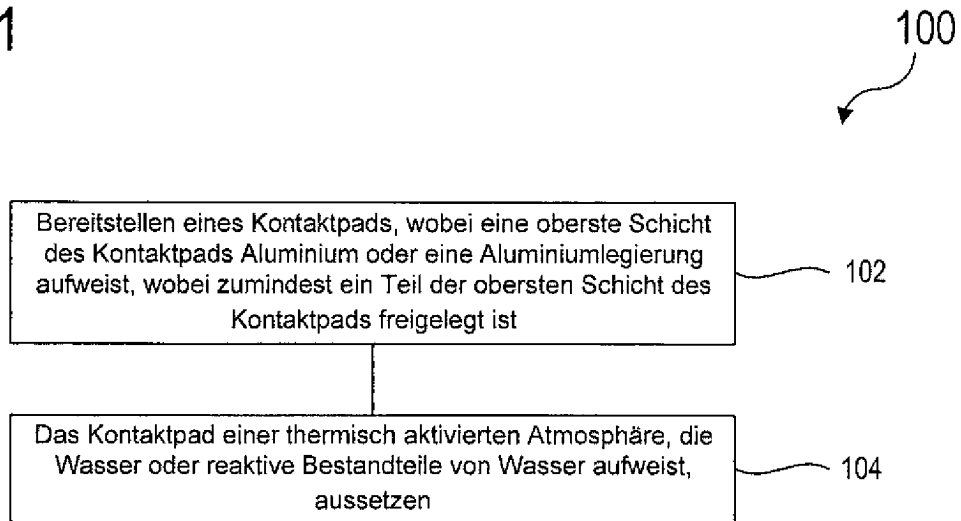 1
100
Bereitstellen eines Kontaktpads, wobei eine oberste Schicht
des Kontaktpads Aluminium oder eine Aluminiumlegierung
aufweist, wobei zumindest ein Teil der obersten Schicht des
Kontaktpads freigelegt ist
102
Das Kontaktpad einer thermisch aktivierten Atmosphäre, die
Wasser oder reaktive Bestandteile von Wasser aufweist,
aussetzen
104